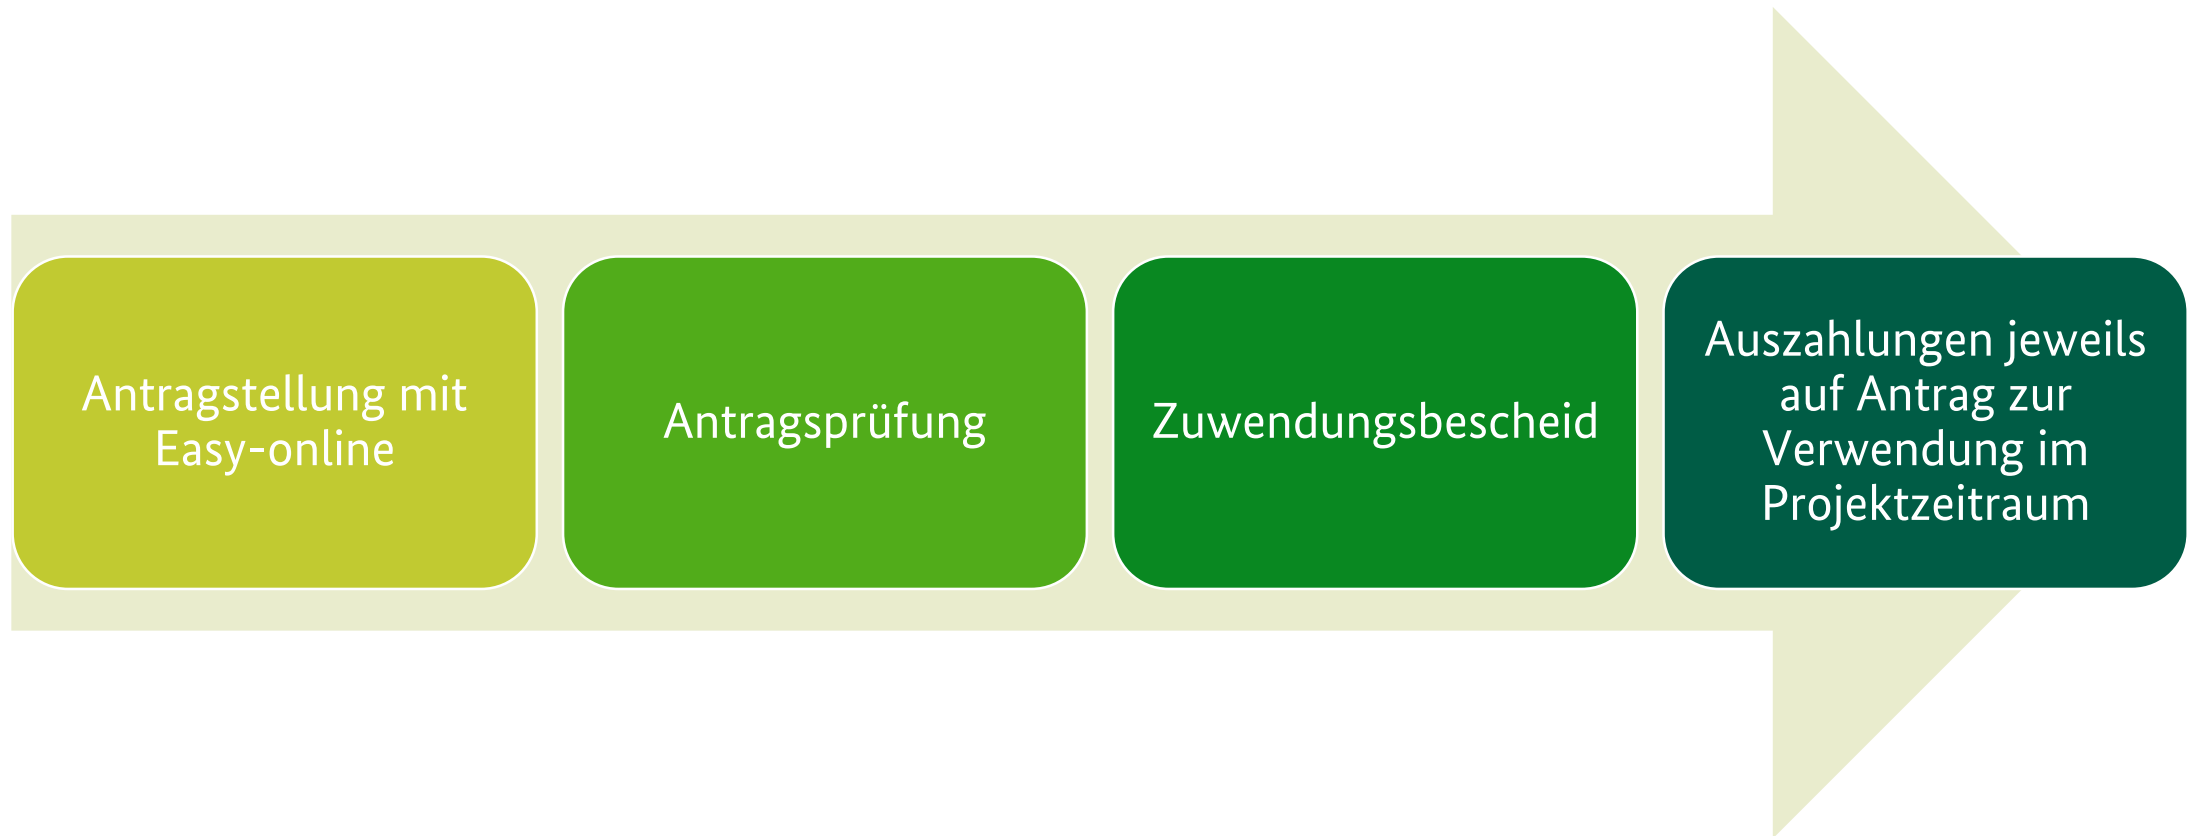 Antragstellung mit
Easy-online
Antragsprüfung
Zuwendungsbescheid
Auszahlungen jeweils
auf Antrag zur
Verwendung im
Projektzeitraum